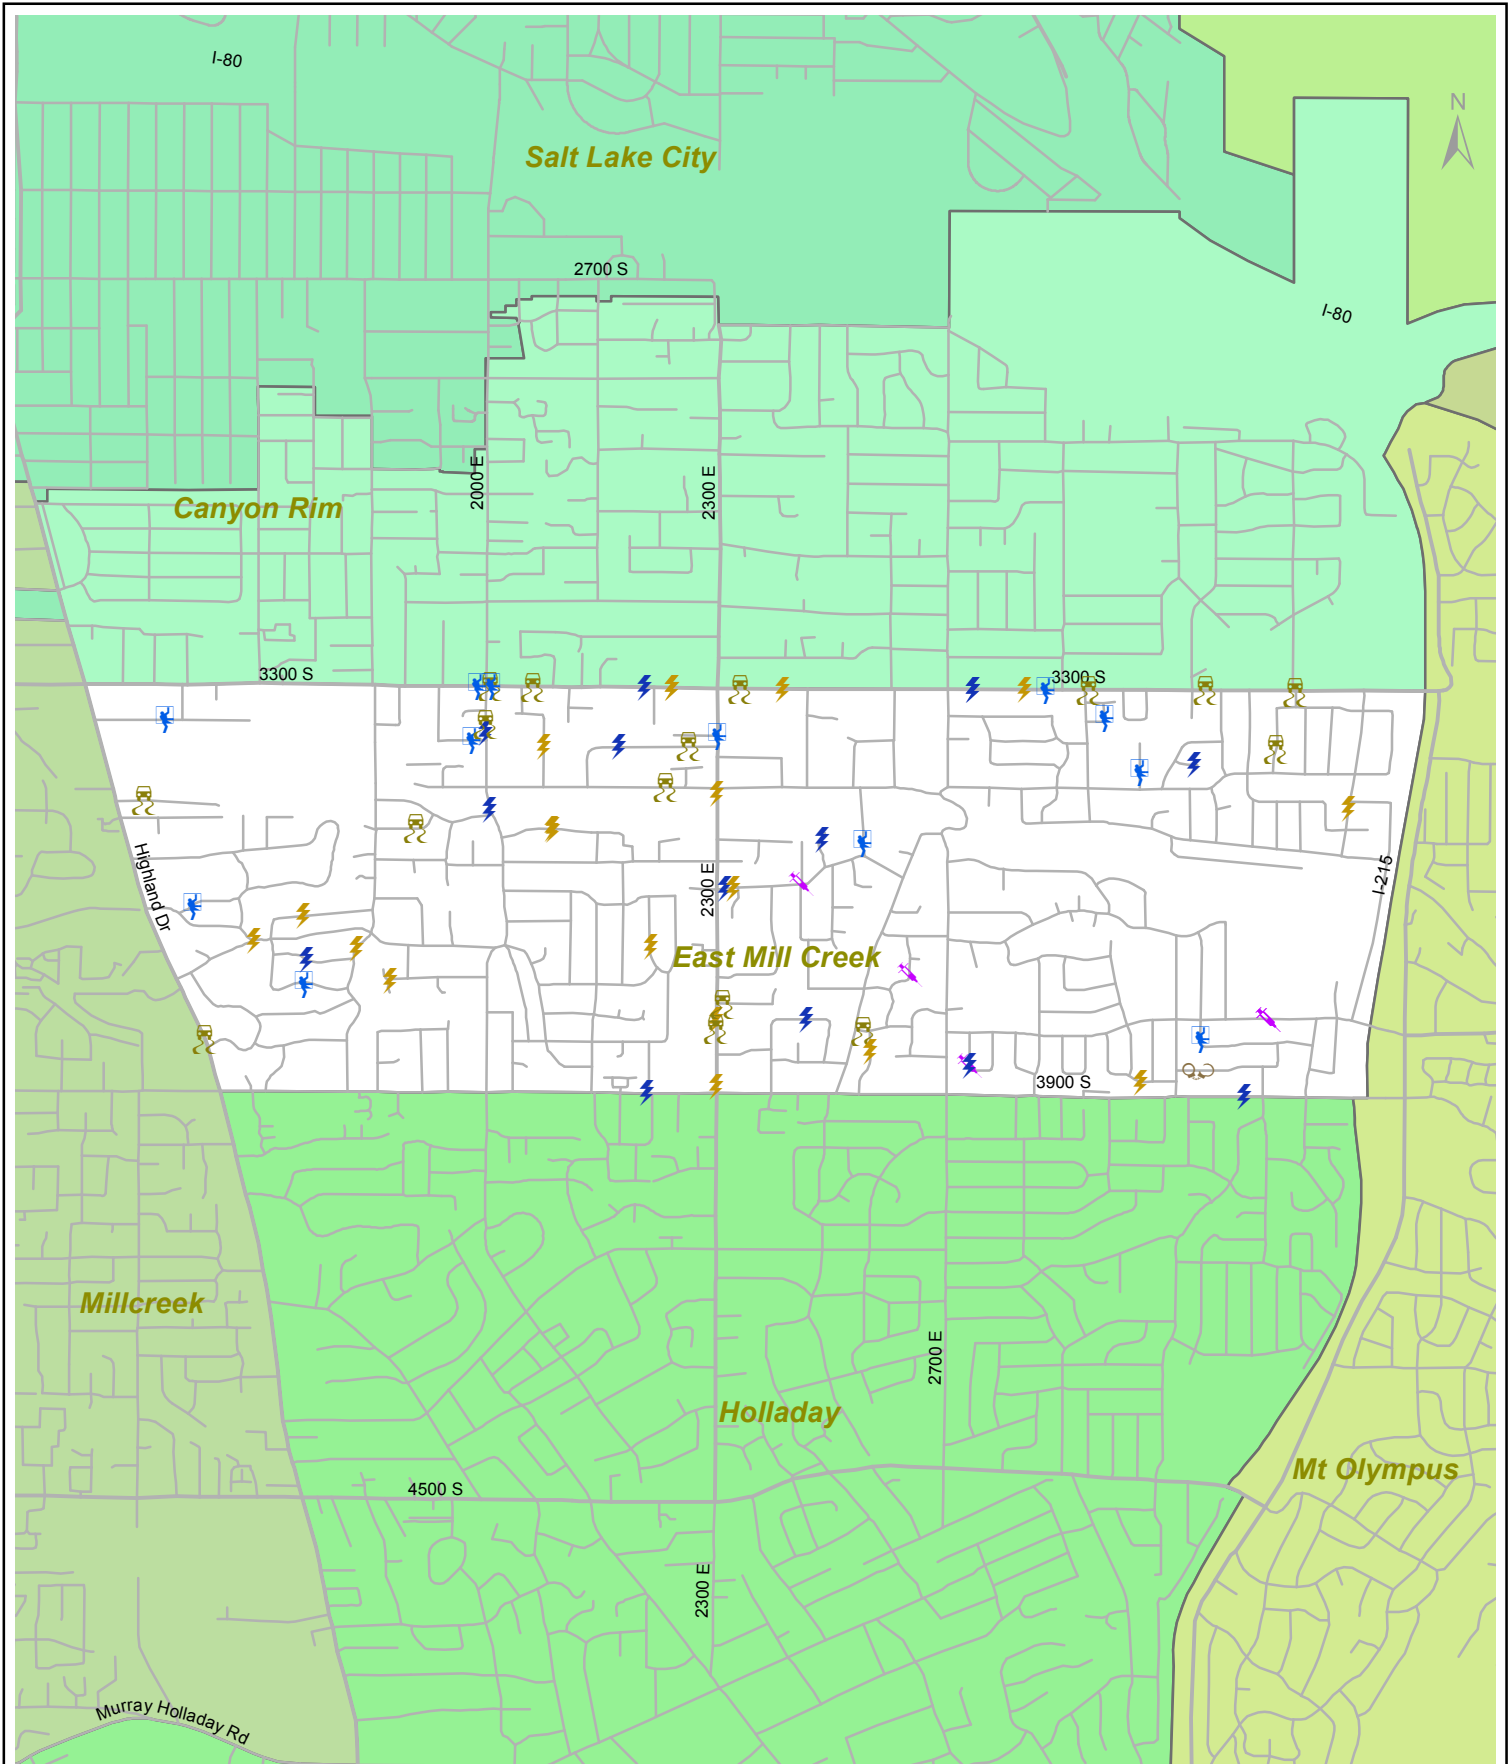 I-80
N
Salt Lake City
2700 S
I-80
2000 E
2300 E
Canyon Rim
3300 S
3300 S
Highland Dr
2300 E
I-215
East Mill Creek
3900 S
Millcreek
2700 E
Holladay
Mt Olympus
4500 S
2300 E
Murray Holladay Rd